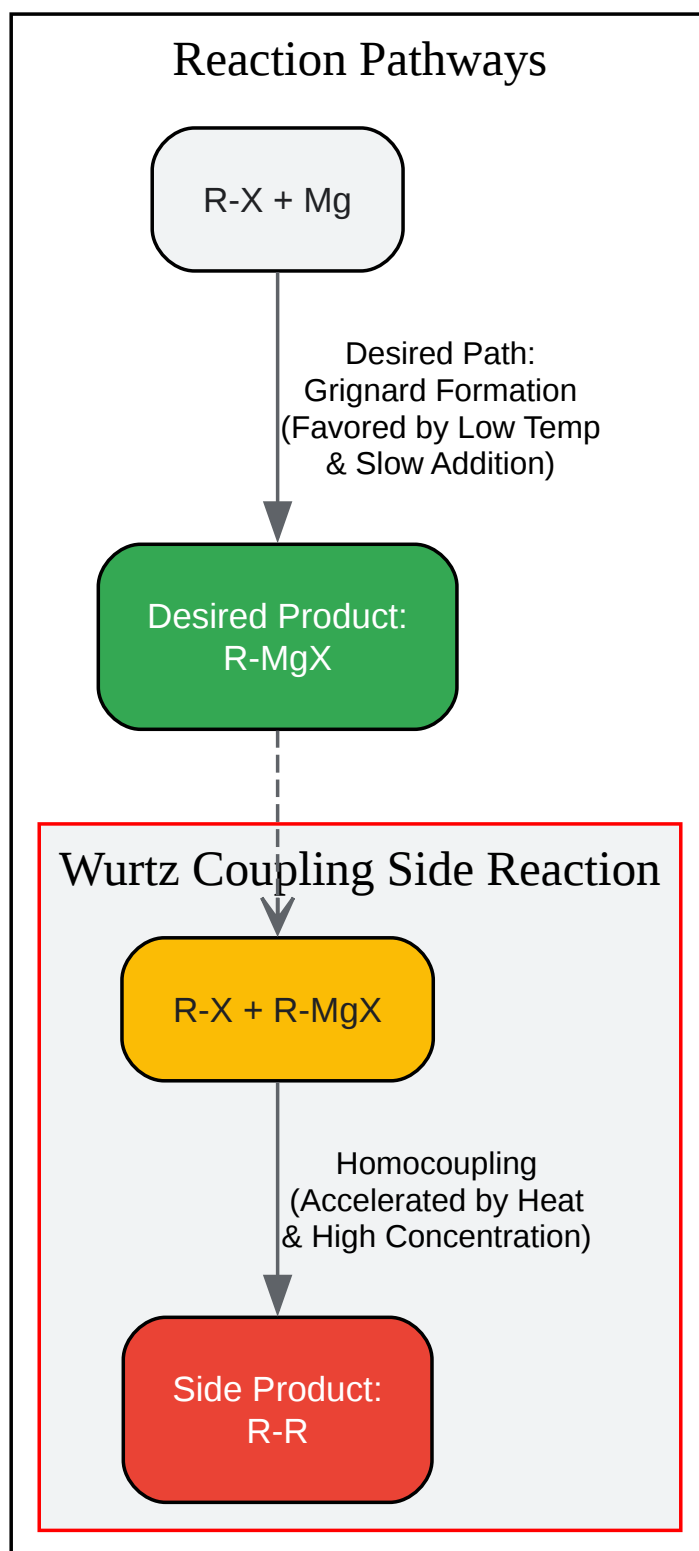 Reaction Pathways
R-X + Mg
Desired Path:
Grignard Formation
(Favored by Low Temp
& Slow Addition)
Desired Product:
R-MgX
Wurtz Coupling Side Reaction
R-X + R-MgX
Homocoupling
(Accelerated by Heat
& High Concentration)
Side Product:
R-R